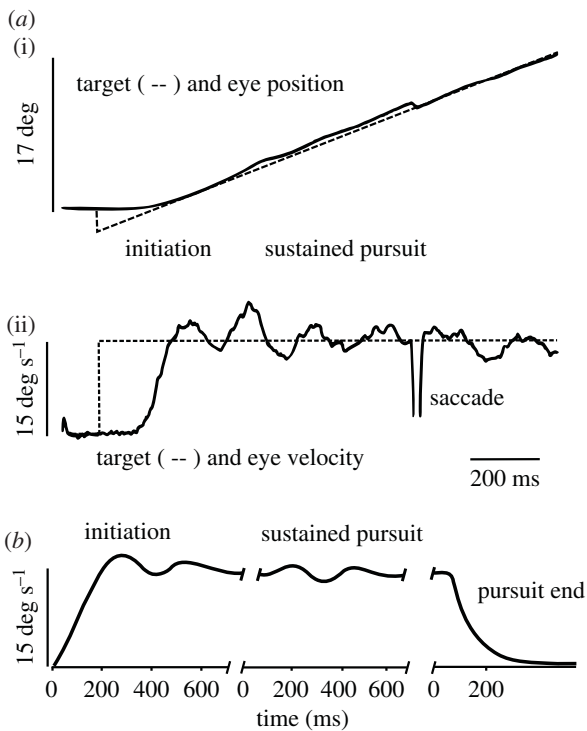 (a)
(i)
target ( -- ) and eye position
17 deg
initiation sustained pursuit
(ii)
15 deg s⁻¹
saccade
target ( -- ) and eye velocity
200 ms
(b)
initiation sustained pursuit
pursuit end
15 deg s⁻¹
0 200 400 600 0 200 400 600 0 200
time (ms)